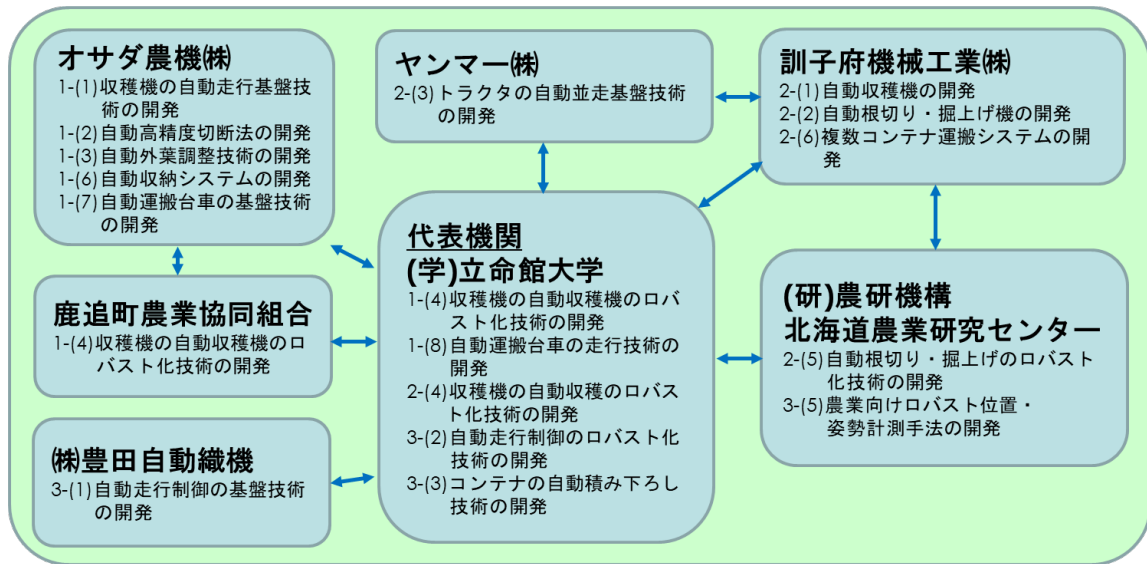 オサダ農機㈱
1-(1)収穫機の自動走行基盤技
術の開発
1-(2)自動高精度切断法の開発
1-(3)自動外葉調整技術の開発
1-(6)自動収納システムの開発
1-(7)自動運搬台車の基盤技術
の開発
ヤンマー㈱
2-(3)トラクタの自動並走基盤技術
の開発
訓子府機械工業㈱
2-(1)自動収穫機の開発
2-(2)自動根切り・掘上げ機の開発
2-(6)複数コンテナ運搬システムの開
発
鹿追町農業協同組合
1-(4)収穫機の自動収穫機のロ
バスト化技術の開発
㈱豊田自動織機
3-(1)自動走行制御の基盤技術
の開発
代表機関
(学)立命館大学
1-(4)収穫機の自動収穫機のロバ
スト化技術の開発
1-(8)自動運搬台車の走行技術の
開発
2-(4)収穫機の自動収穫のロバス
ト化技術の開発
3-(2)自動走行制御のロバスト化
技術の開発
3-(3)コンテナの自動積み下ろし
技術の開発
(研)農研機構
北海道農業研究センター
2-(5)自動根切り・掘上げのロバスト
化技術の開発
3-(5)農業向けロバスト位置・
姿勢計測手法の開発